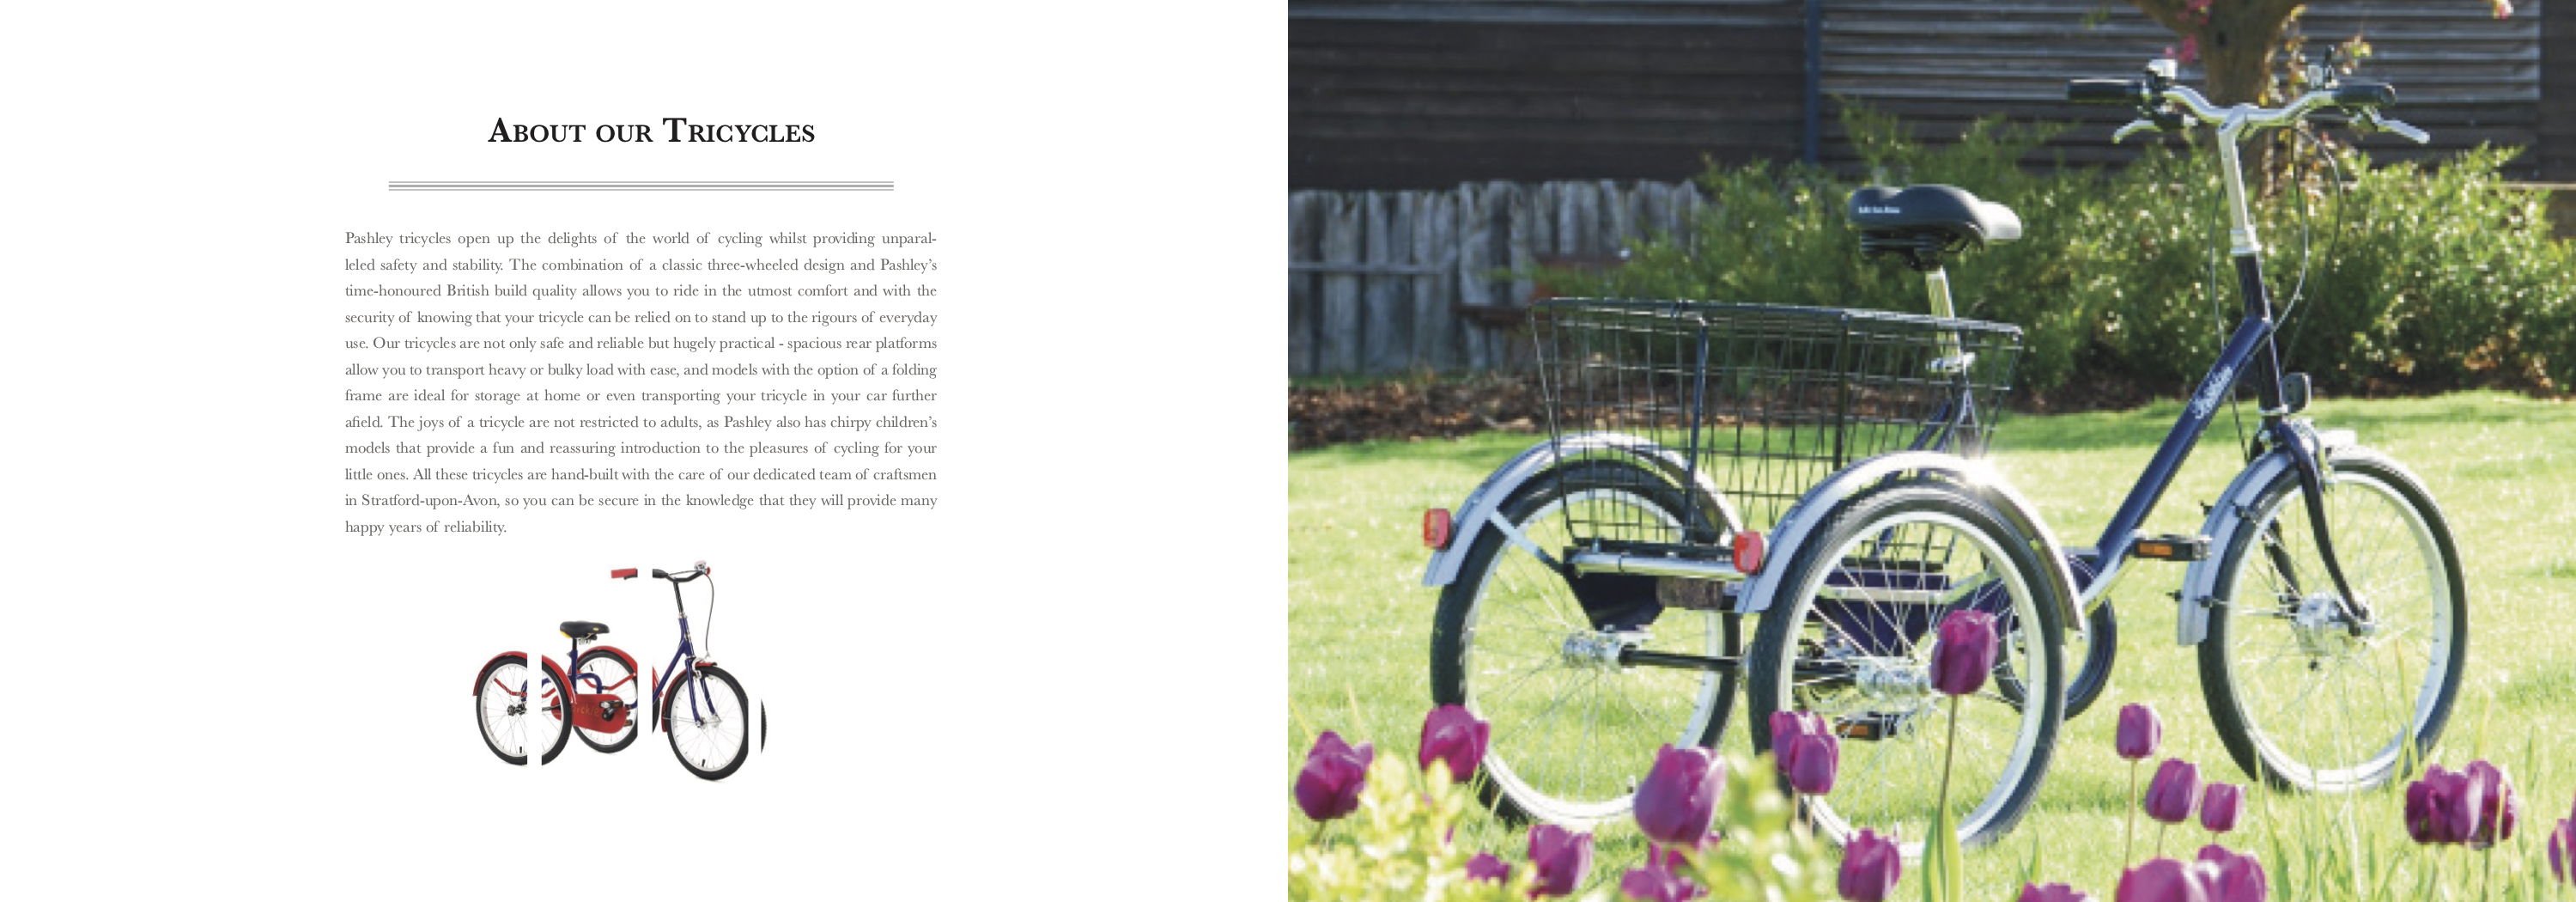 About our Tricycles
Pashley tricycles open up the delights of the world of cycling whilst providing unparal-
leled safety and stability. The combination of a classic three-wheeled design and Pashley's
time-honoured British build quality allows you to ride in the utmost comfort and with the
security of knowing that your tricycle can be relied on to stand up to the rigours of everyday
use. Our tricycles are not only safe and reliable but hugely practical - spacious rear platforms
allow you to transport heavy or bulky load with ease, and models with the option of a folding
frame are ideal for storage at home or even transporting your tricycle in your car further
afield. The joys of a tricycle are not restricted to adults, as Pashley also has chirpy children's
models that provide a fun and reassuring introduction to the pleasures of cycling for your
little ones. All these tricycles are hand-built with the care of our dedicated team of craftsmen
in Stratford-upon-Avon, so you can be secure in the knowledge that they will provide many
happy years of reliability.
Pashley